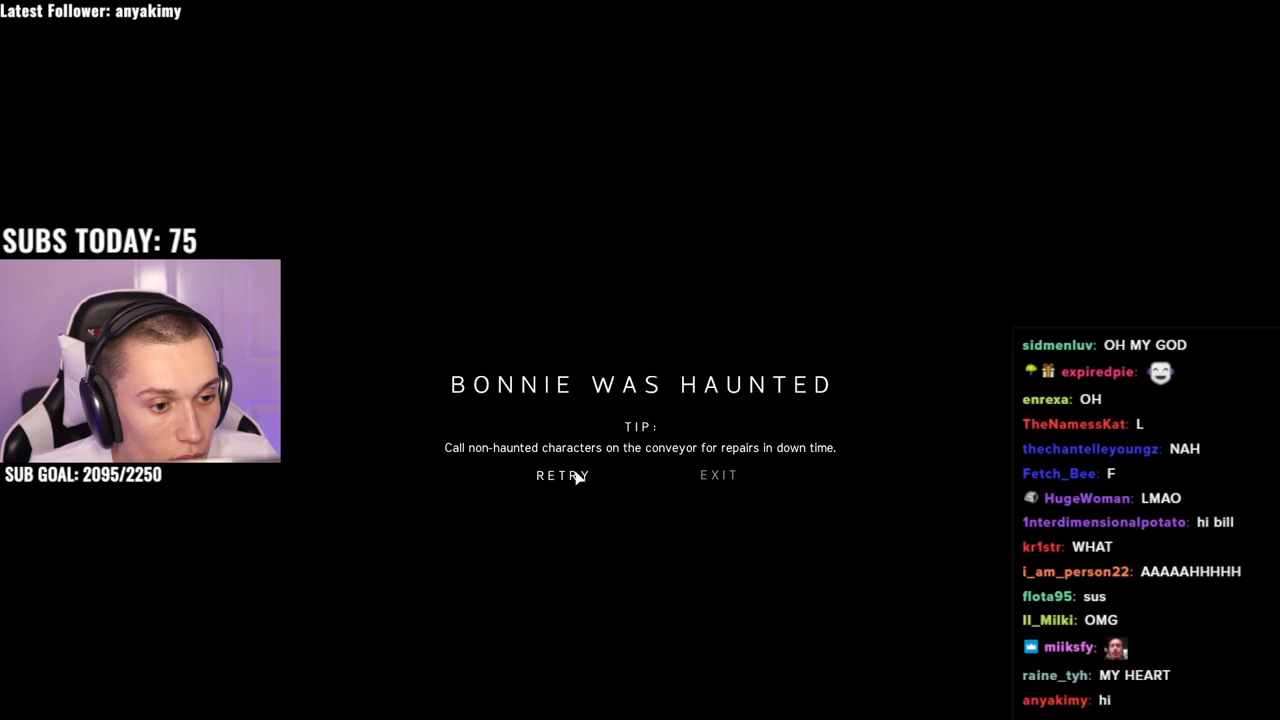 Latest Follower: anyakimy
SUBS TODAY: 75
SUB GOAL: 2095/2250
BONNIE WAS HAUNTED
TIP:
Call non-haunted characters on the conveyor for repairs in down time.
RETRY
EXIT
sidmenluv: OH MY GOD
expiredpie:
enrexa: OH
TheNamessKat: L
thechantelleyoungz: NAH
Fetch_Bee: F
HugeWoman: LMAO
1nterdimensionalpotato: hi bill
kr1str: WHAT
i_am_person22: AAAAAHHHHH
flota95: sus
Il_Milki: OMG
miiksfy:
raine_tyh: MY HEART
anyakimy: hi